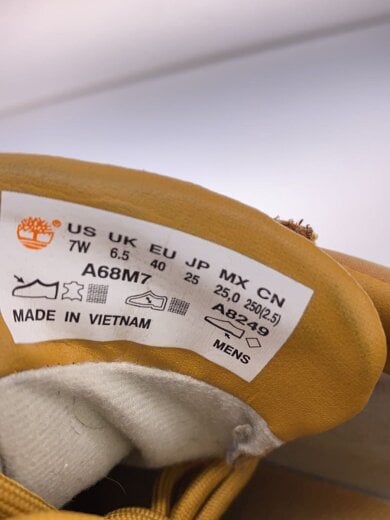 US UK EU JP MX CN
7W 6.5 40 25 25,0 250(2.5)
A68M7
A8249
MADE IN VIETNAM
MENS